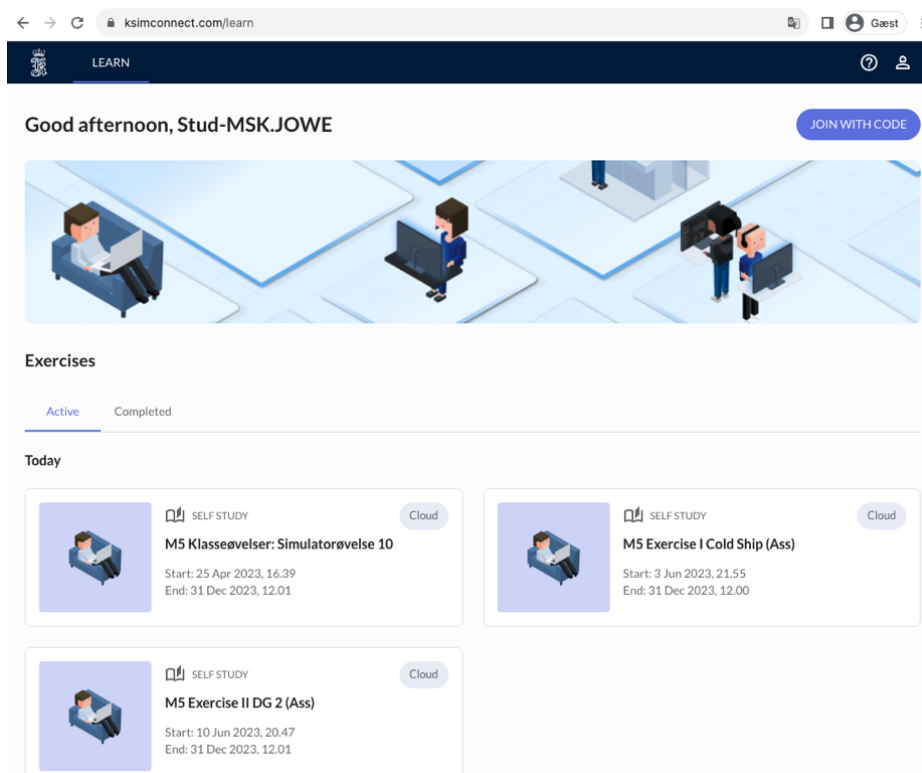 ksimconnect.com/learn
Gæst
LEARN
Good afternoon, Stud-MSK.JOWE
JOIN WITH CODE
Exercises
Active
Completed
Today
SELF STUDY
Cloud
M5 Klasseøvelser: Simulatorøvelse 10
Start: 25 Apr 2023, 16.39
End: 31 Dec 2023, 12.01
SELF STUDY
Cloud
M5 Exercise I Cold Ship (Ass)
Start: 3 Jun 2023, 21.55
End: 31 Dec 2023, 12.00
SELF STUDY
Cloud
M5 Exercise II DG 2 (Ass)
Start: 10 Jun 2023, 20.47
End: 31 Dec 2023, 12.01